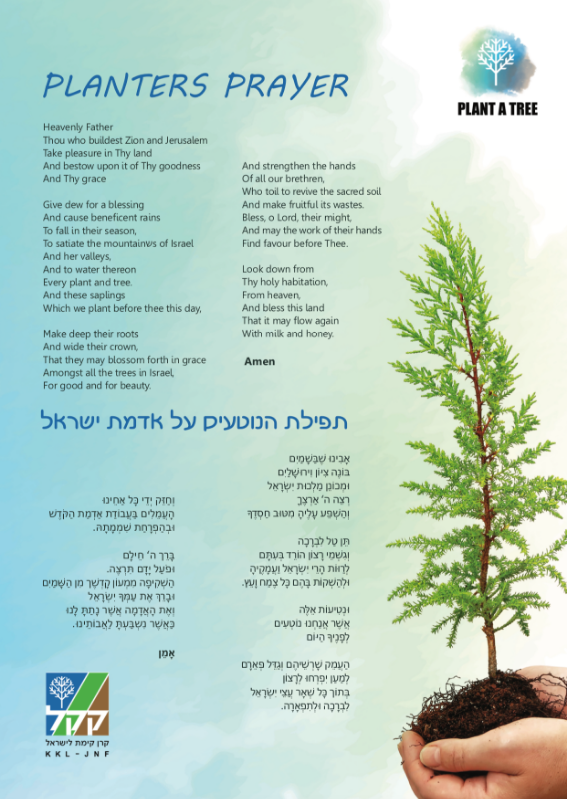 PLANTERS PRAYER
PLANT A TREE
Heavenly Father
Thou who buildest Zion and Jerusalem
Take pleasure in Thy land
And bestow upon it of Thy goodness
And Thy grace
Give dew for a blessing
And cause beneficent rains
To fall in their season,
To satiate the mountainws of Israel
And her valleys,
And to water thereon
Every plant and tree.
And these saplings
Which we plant before thee this day,
Make deep their roots
And wide their crown,
That they may blossom forth in grace
Amongst all the trees in Israel,
For good and for beauty.
And strengthen the hands
Of all our brethren,
Who toil to revive the sacred soil
And make fruitful its wastes.
Bless, o Lord, their might,
And may the work of their hands
Find favour before Thee.
Look down from
Thy holy habitation,
From heaven,
And bless this land
That it may flow again
With milk and honey.
Amen
תפילת הנוטעים על אדמת ישראל
אָבִינוּ שֶׁבַּשָּׁמַיִם
בּוֹנֵה צִיּוֹן וִירוּשָׁלַיִם
וּמְכוֹנֵן מַלְכוּת יִשְׂרָאֵל
רְצֵה ה' אַרְצְךָ
וְהַשְׁפַּע עָלֶיהָ מִטּוּב חַסְדְּךָ
תֵּן טַל לִבְרָכָה
וְגִשְׁמֵי רָצוֹן הוֹרֵד בְּעִתָּם
לְרַוּוֹת הָרֵי יִשְׂרָאֵל וַעֲמָקֶיהָ
וּלְהַשְׁקוֹת בָּהֶם כָּל צֶמַח וָעֵץ.
וּנְטִיעוֹת אֵלֶּה
אֲשֶׁר אֲנַחְנוּ נוֹטְעִים
לְפָנֶיךָ הַיּוֹם
הַעֲמֵק שָׁרְשֵׁיהֶם וְגַדֵּל פְּאֵרָם
לְמַעַן יִפְרְחוּ לְרָצוֹן
בְּתוֹךְ כָּל שְׁאָר עֲצֵי יִשְׂרָאֵל
לִבְרָכָה וּלְתִפְאָרָה.
וְחַזֵּק יְדֵי כָּל אַחֵינוּ
הָעֲמֵלִים בַּעֲבוֹדַת אַדְמַת הַקֹּדֶשׁ
וּבְהַפְרָחַת שִׁמְמָתָהּ.
בָּרֵךְ ה' חֵילָם
וּפֹעַל יָדָם תִּרְצֶה.
הַשְׁקִיפָה מִמְּעוֹן קָדְשְׁךָ מִן הַשָּׁמַיִם
וּבָרֵךְ אֶת עַמְּךָ יִשְׂרָאֵל
וְאֶת הָאֲדָמָה אֲשֶׁר נָתַתָּ לָנוּ
כַּאֲשֶׁר נִשְׁבַּעְתָּ לַאֲבוֹתֵינוּ.
אָמֵן
קקל
קרן קימת לישראל
KKL-JNF